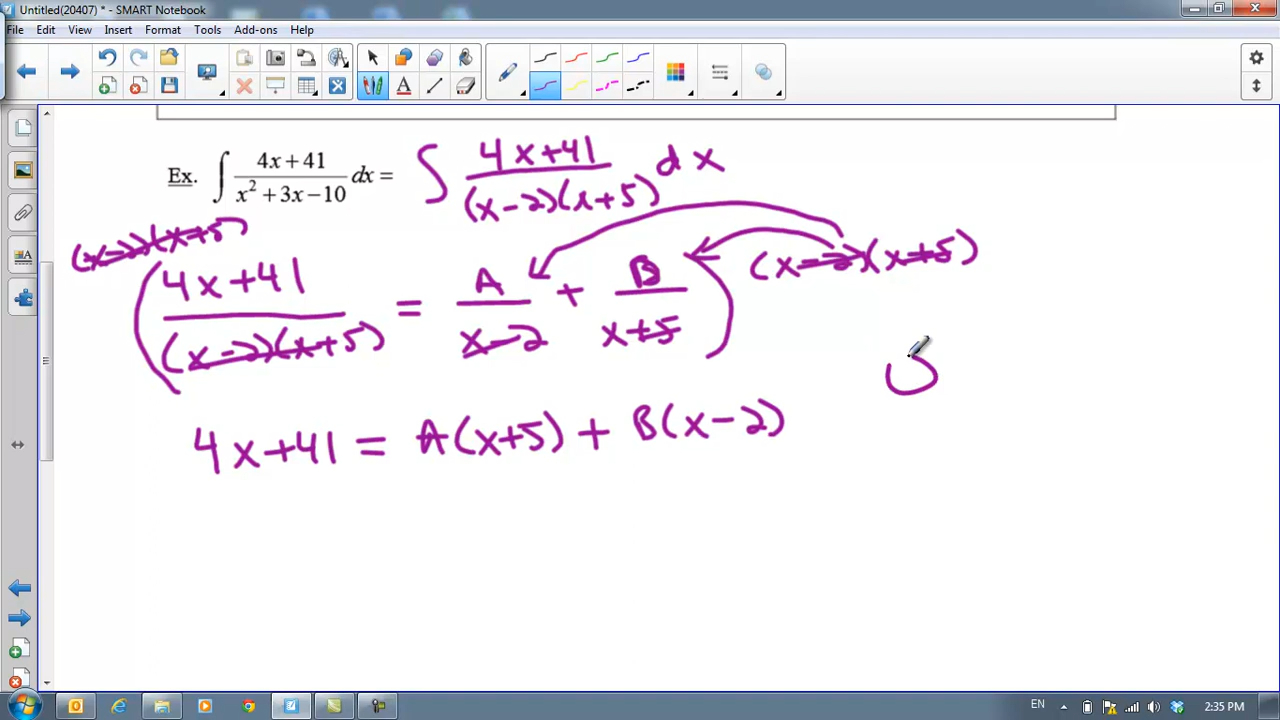 Untitled(20407) * - SMART Notebook
File Edit View Insert Format Tools Add-ons Help
Ex. ∫ (4x+41)/(x² +3x−10) dx = ∫ (4x+41)/((x−2)(x+5)) dx
(x−2)(x+5)
(4x+41)/((x−2)(x+5)) = A/(x−2) + B/(x+5) ) (x−2)(x+5)
4x+41 = A(x+5) + B(x−2)
EN 2:35 PM